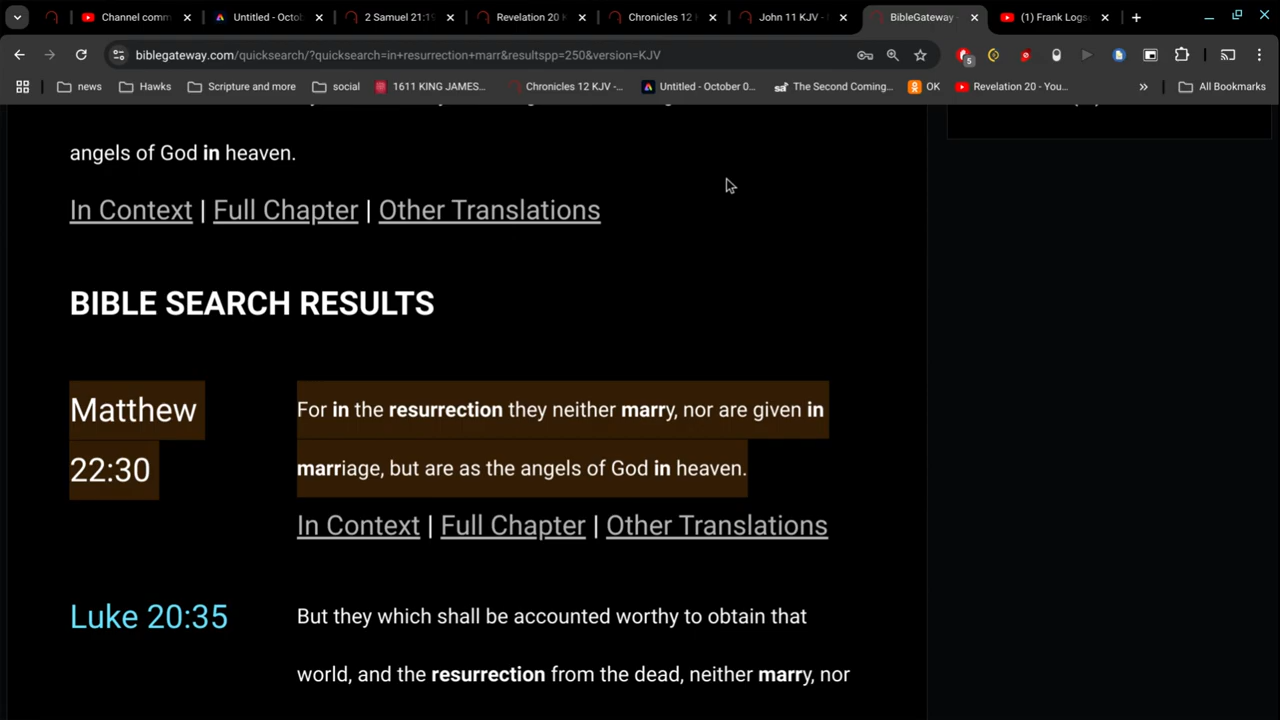 Channel comm
Untitled - Octob
2 Samuel 21:19
Revelation 20 K
Chronicles 12
John 11 KJV -
BibleGateway -
(1) Frank Logs
biblegateway.com/quicksearch/?quicksearch=in+resurrection+marr&resultspp=250&version=KJV
5
news
Hawks
Scripture and more
social
1611 KING JAMES...
Chronicles 12 KJV -...
Untitled - October 0...
sa
The Second Coming...
OK
Revelation 20 - You...
»
All Bookmarks
angels of God in heaven.
In Context | Full Chapter | Other Translations
BIBLE SEARCH RESULTS
Matthew
22:30
For in the resurrection they neither marry, nor are given in
marriage, but are as the angels of God in heaven.
In Context | Full Chapter | Other Translations
Luke 20:35
But they which shall be accounted worthy to obtain that
world, and the resurrection from the dead, neither marry, nor